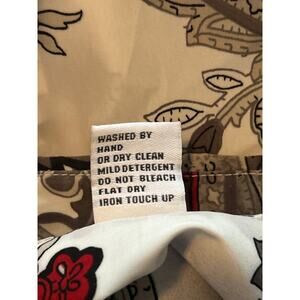 WASHED BY
HAND
OR DRY CLEAN
MILD DETERGENT
DO NOT BLEACH
FLAT DRY
IRON TOUCH UP